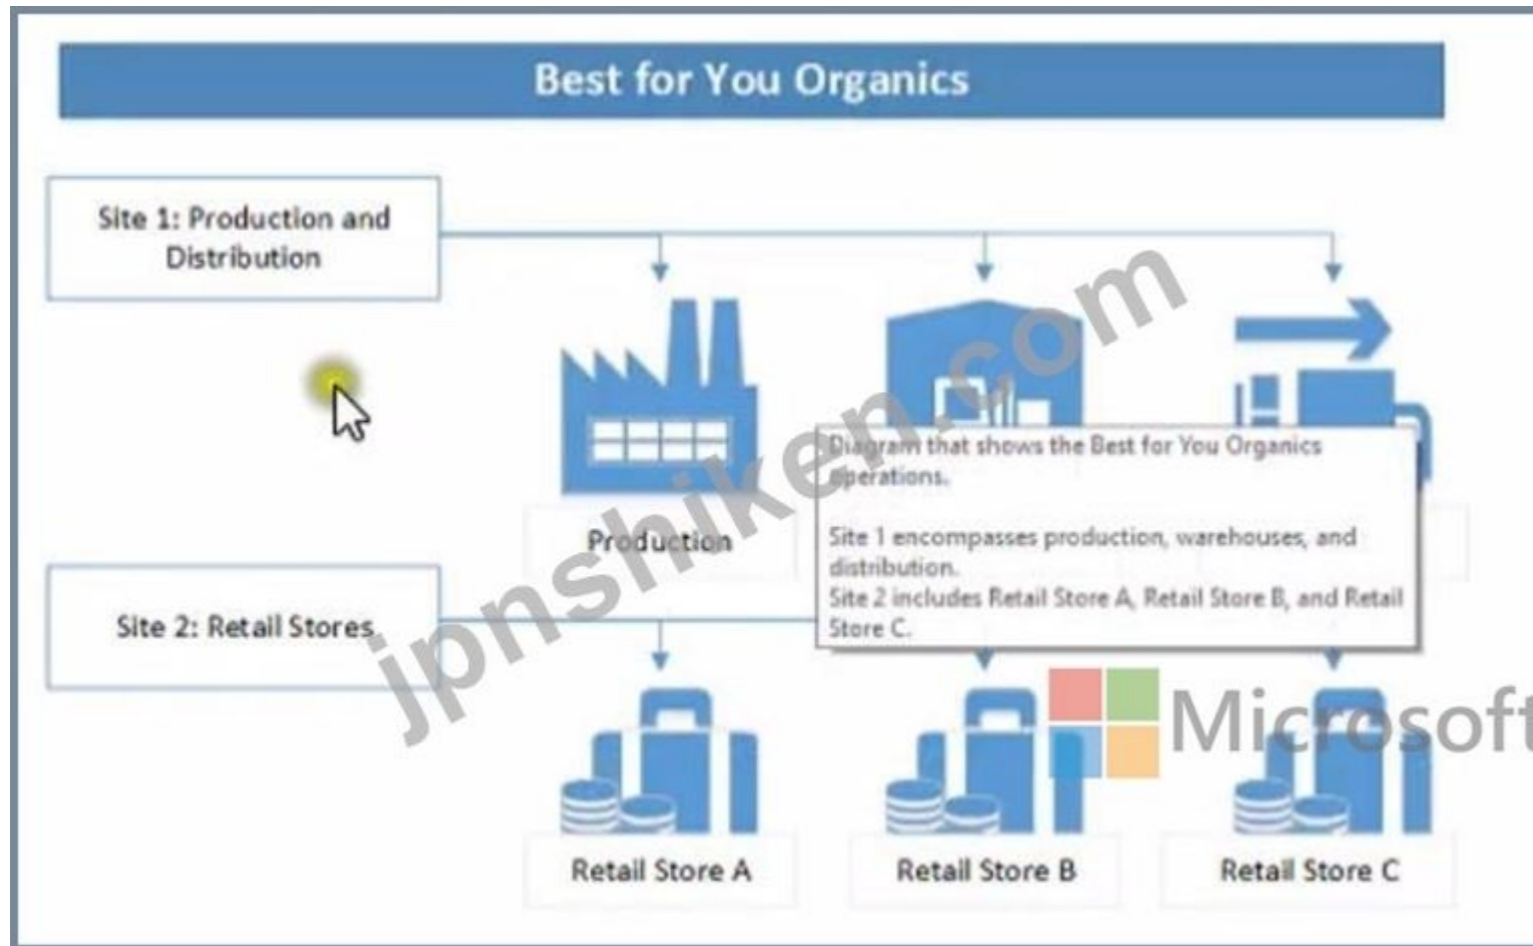 Best for You Organics
Site 1: Production and
Distribution
Diagram that shows the Best for You Organics
operations.
Site 1 encompasses production, warehouses, and
distribution.
Site 2 includes Retail Store A, Retail Store B, and Retail
Store C.
Production
Site 2: Retail Stores
jpnshiken.com
Microsoft
Retail Store A
Retail Store B
Retail Store C